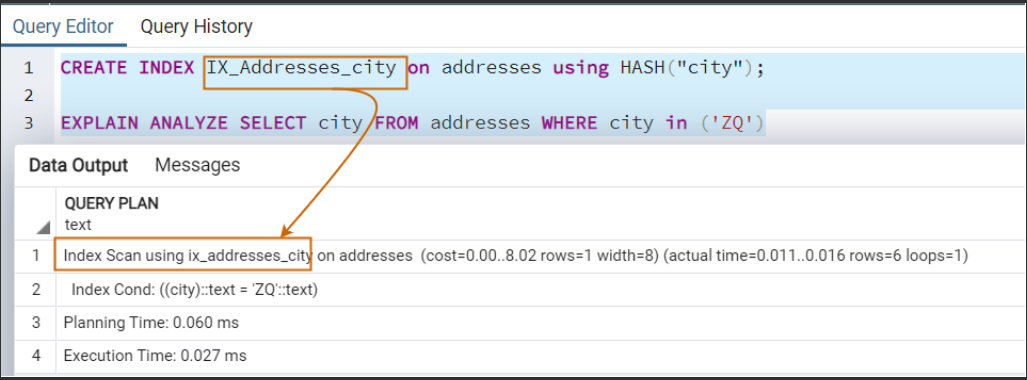 Query Editor Query History
1 CREATE INDEX IX_Addresses_city on addresses using HASH("city");
2
3 EXPLAIN ANALYZE SELECT city FROM addresses WHERE city in ('ZQ')
Data Output Messages
QUERY PLAN
text
1 Index Scan using ix_addresses_city on addresses (cost=0.00..8.02 rows=1 width=8) (actual time=0.011..0.016 rows=6 loops=1)
2 Index Cond: ((city)::text = 'ZQ'::text)
3 Planning Time: 0.060 ms
4 Execution Time: 0.027 ms